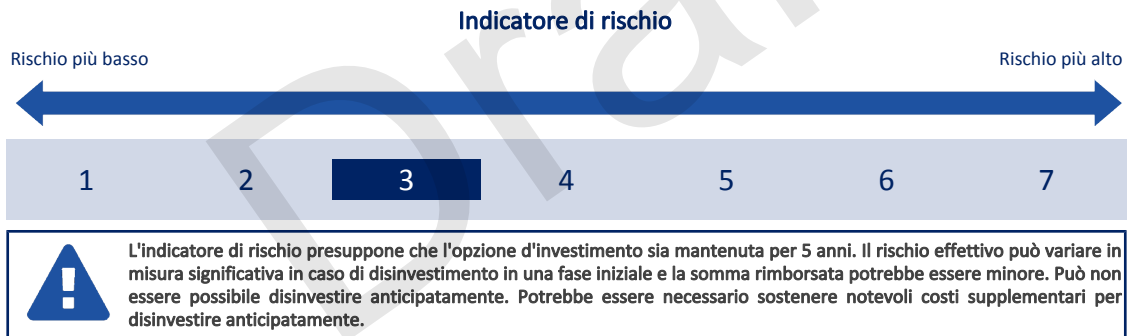 Indicatore di rischio
Rischio più basso
Rischio più alto
1 2 3 4 5 6 7
L'indicatore di rischio presuppone che l'opzione d'investimento sia mantenuta per 5 anni. Il rischio effettivo può variare in
misura significativa in caso di disinvestimento in una fase iniziale e la somma rimborsata potrebbe essere minore. Può non
essere possibile disinvestire anticipatamente. Potrebbe essere necessario sostenere notevoli costi supplementari per
disinvestire anticipatamente.